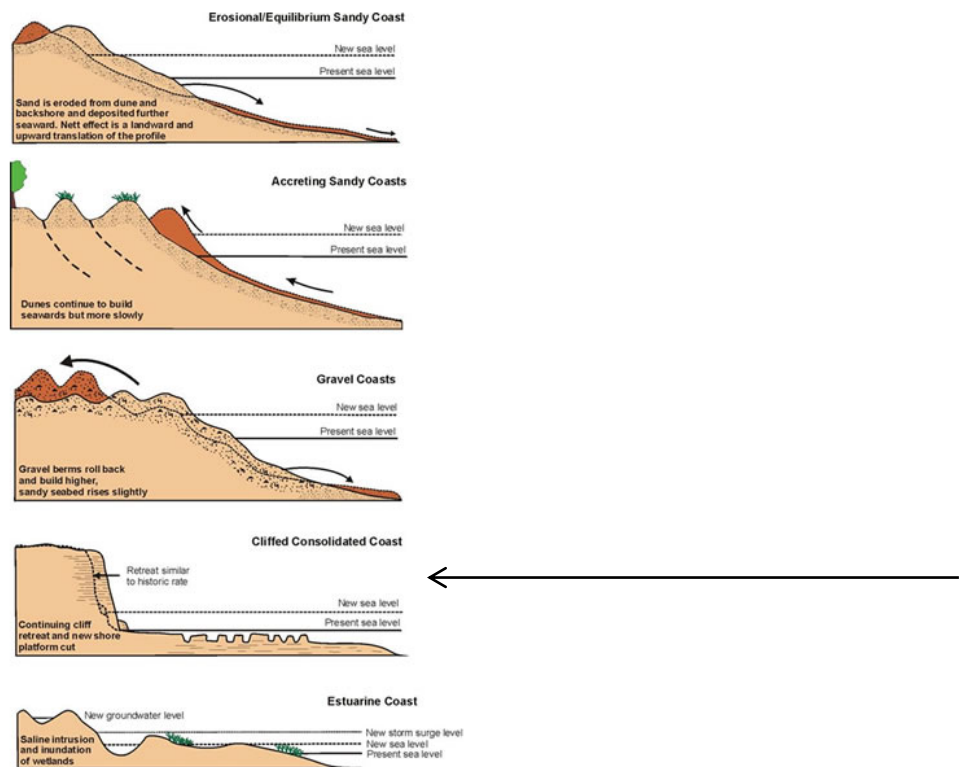 Erosional/Equilibrium Sandy Coast
New sea level
Present sea level
Sand is eroded from dune and
backshore and deposited further
seaward. Nett effect is a landward and
upward translation of the profile
Accreting Sandy Coasts
New sea level
Present sea level
Dunes continue to build
seawards but more slowly
Gravel Coasts
New sea level
Present sea level
Gravel berms roll back
and build higher,
sandy seabed rises slightly
Cliffed Consolidated Coast
Retreat similar
to historic rate
New sea level
Present sea level
Continuing cliff
retreat and new shore
platform cut
Estuarine Coast
New groundwater level
New storm surge level
New sea level
Present sea level
Saline intrusion
and inundation
of wetlands